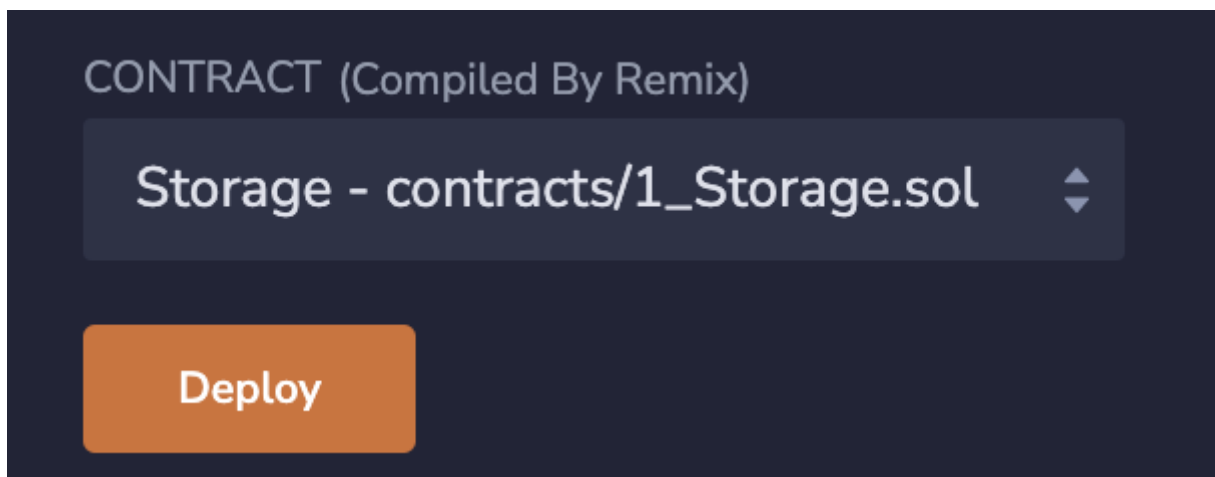 CONTRACT (Compiled By Remix)
Storage - contracts/1_Storage.sol
Deploy